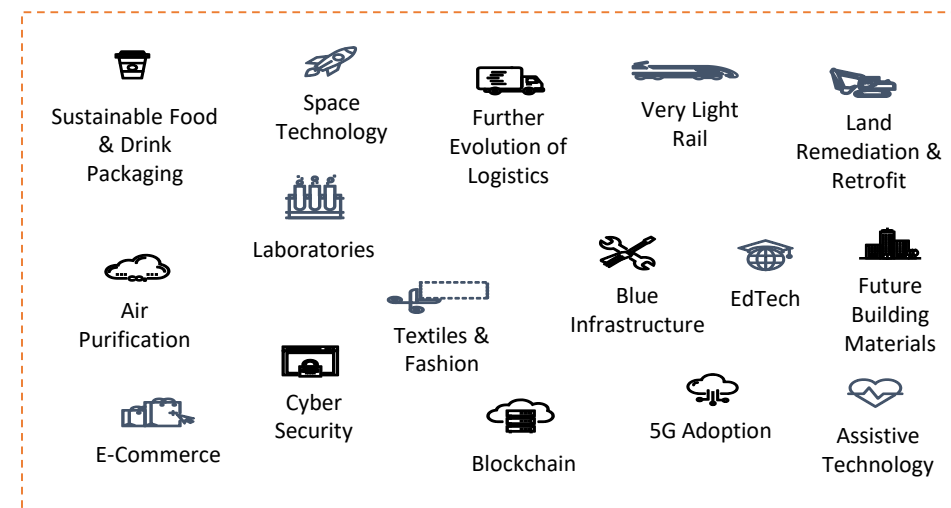 Sustainable Food
& Drink
Packaging
Space
Technology
Further
Evolution of
Logistics
Very Light
Rail
Land
Remediation &
Retrofit
Laboratories
Air
Purification
Textiles &
Fashion
Blue
Infrastructure
EdTech
Future
Building
Materials
E-Commerce
Cyber
Security
Blockchain
5G Adoption
Assistive
Technology